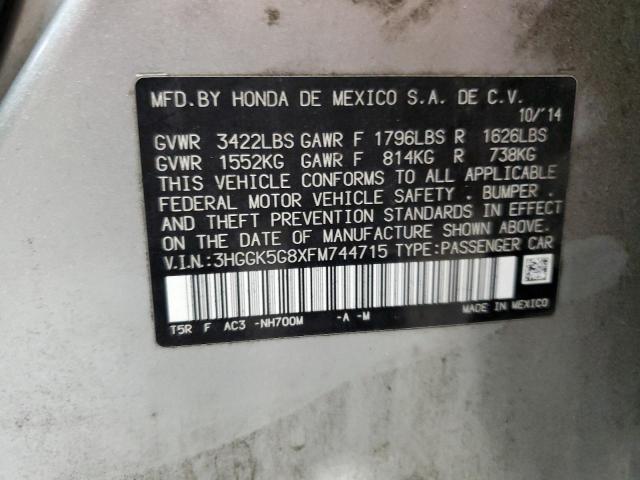 MFD.BY HONDA DE MEXICO S.A. DE C.V.
10/'14
GVWR 3422LBS GAWR F 1796LBS R 1626LBS
GVWR 1552KG GAWR F 814KG R 738KG
THIS VEHICLE CONFORMS TO ALL APPLICABLE
FEDERAL MOTOR VEHICLE SAFETY . BUMPER .
AND THEFT PREVENTION STANDARDS IN EFFECT
ON THE DATE OF MANUFACTURE SHOWN ABOVE.
V.I.N.:3HGGK5G8XFM744715 TYPE:PASSENGER CAR
T5R F AC3 -NH700M -A -M
MADE IN MEXICO